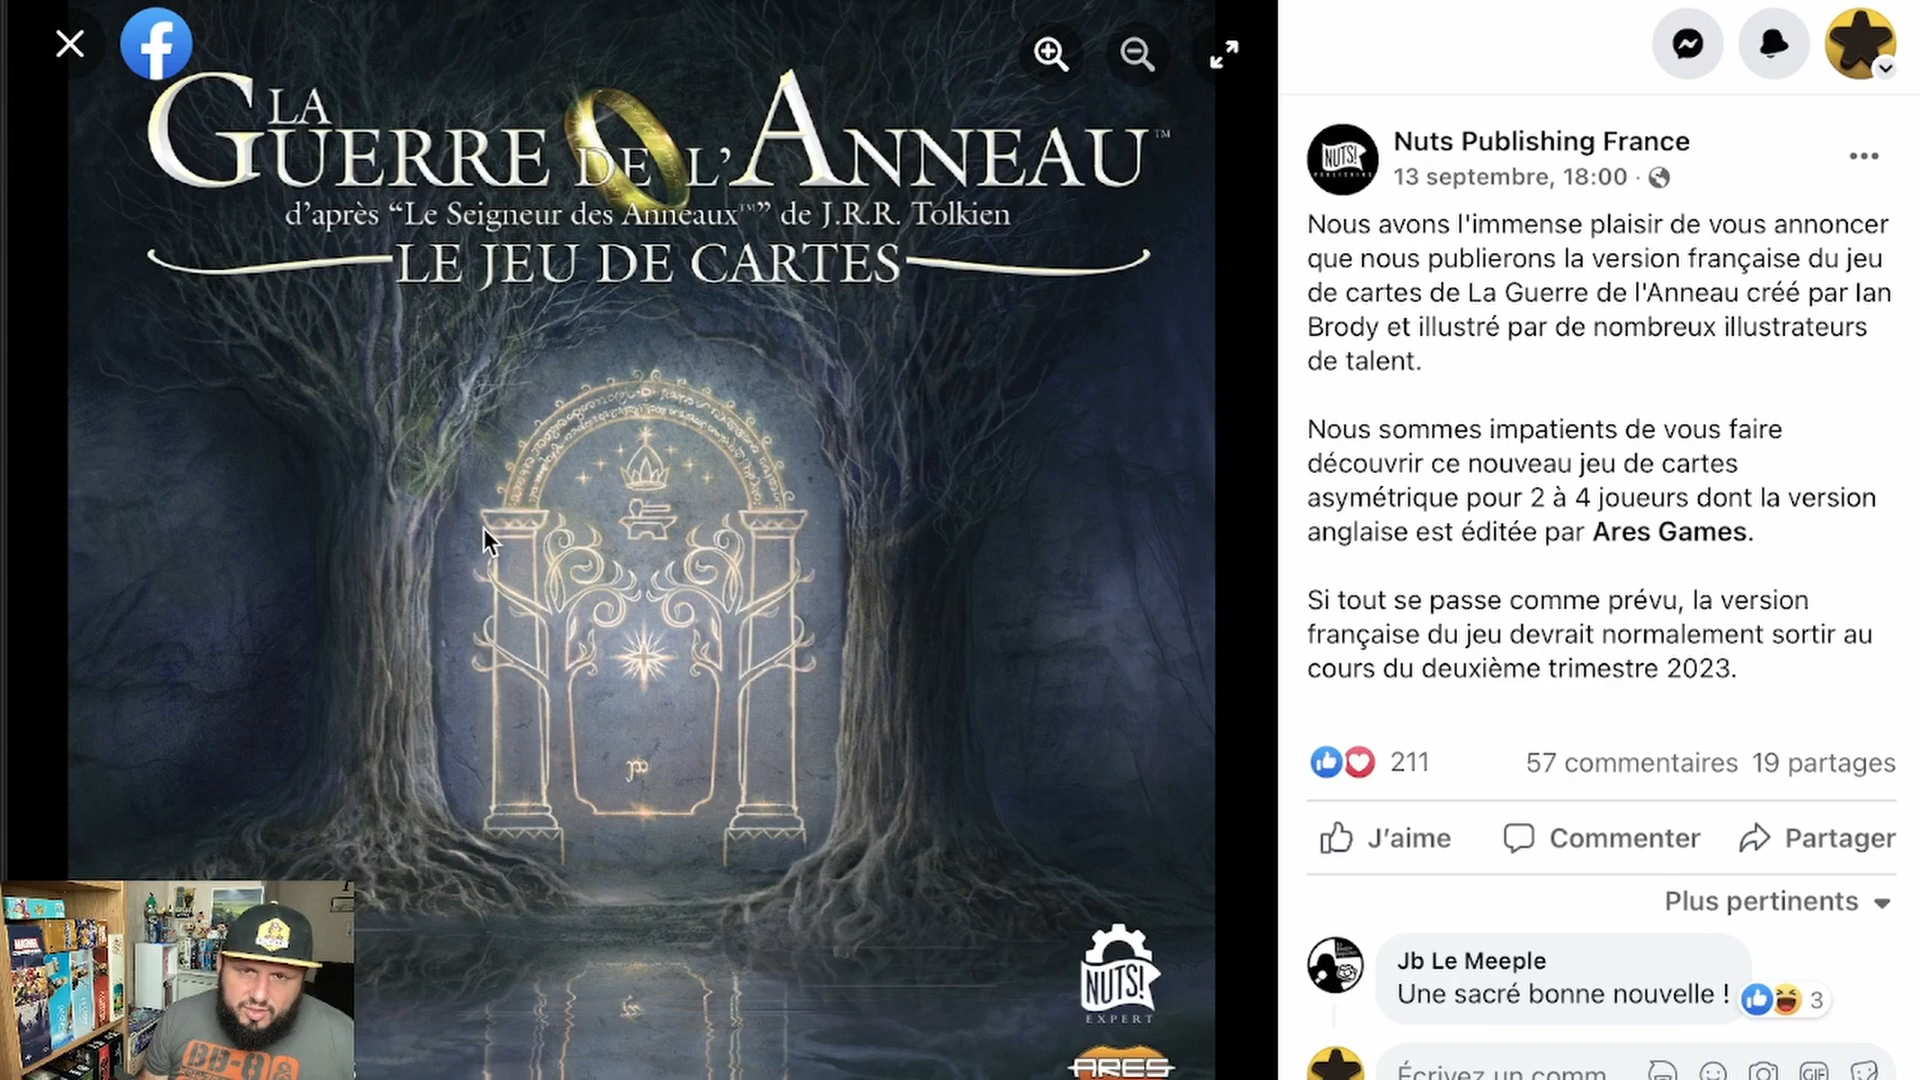 LA
GUERRE DE L'ANNEAU™
d'après “Le Seigneur des Anneaux™” de J.R.R. Tolkien
LE JEU DE CARTES
NUTS!
EXPERT
ARES
MARVEL
BB-8
NUTS!
PUBLISHING
Nuts Publishing France
13 septembre, 18:00 ·
Nous avons l'immense plaisir de vous annoncer
que nous publierons la version française du jeu
de cartes de La Guerre de l'Anneau créé par Ian
Brody et illustré par de nombreux illustrateurs
de talent.
Nous sommes impatients de vous faire
découvrir ce nouveau jeu de cartes
asymétrique pour 2 à 4 joueurs dont la version
anglaise est éditée par Ares Games.
Si tout se passe comme prévu, la version
française du jeu devrait normalement sortir au
cours du deuxième trimestre 2023.
211 57 commentaires 19 partages
J'aime Commenter Partager
Plus pertinents
Jb Le Meeple
Une sacré bonne nouvelle ! 3
Écrivez un comm
GIF